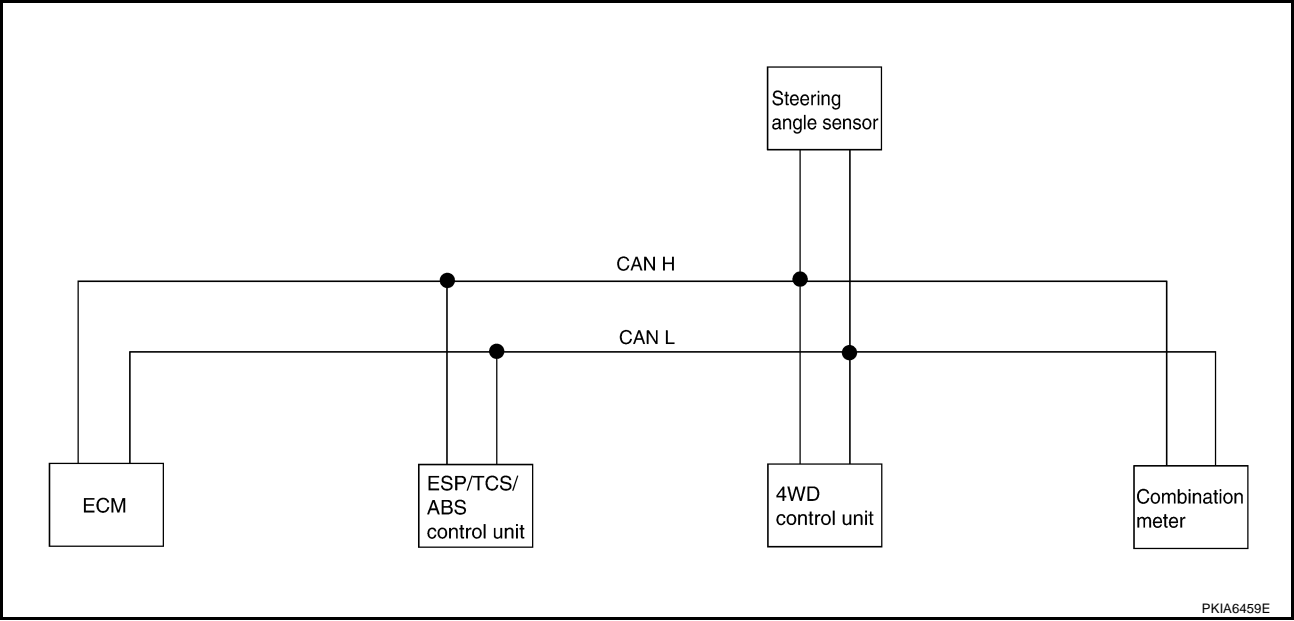 Steering
angle sensor
CAN H
CAN L
ECM
ESP/TCS/
ABS
control unit
4WD
control unit
Combination
meter
PKIA6459E